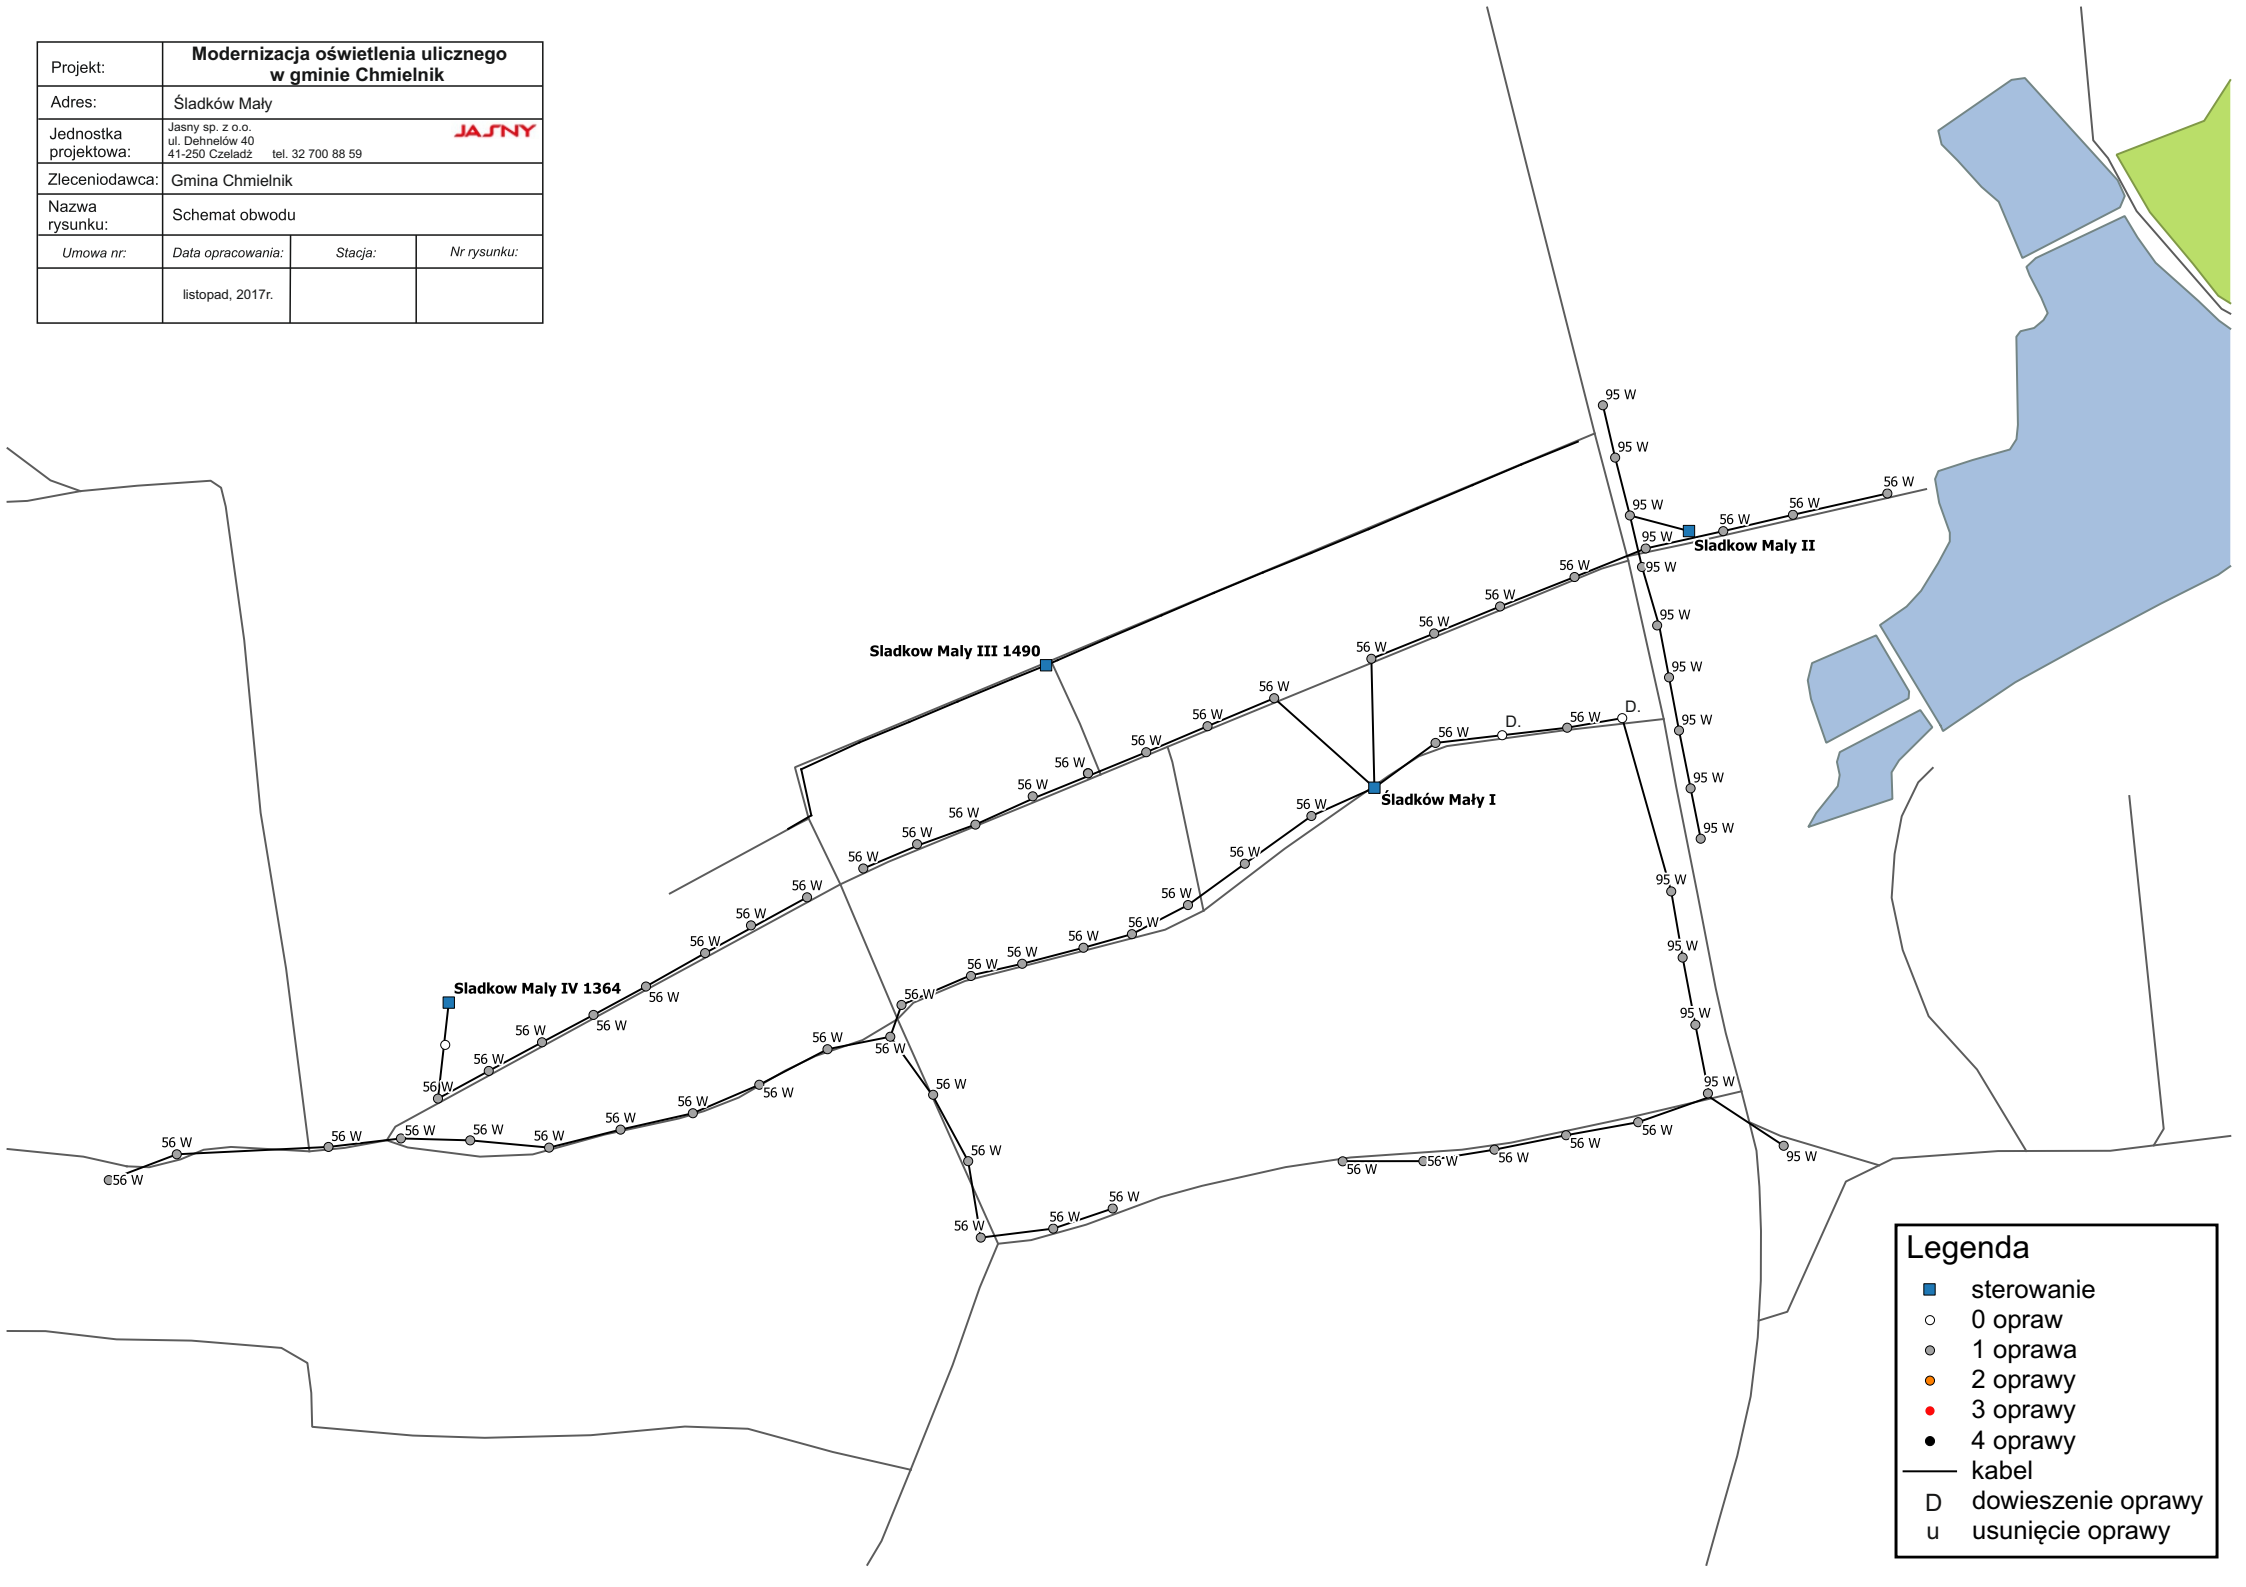 Projekt:
Modernizacja oświetlenia ulicznego
w gminie Chmielnik
Adres:
Śladków Mały
Jednostka
projektowa:
Jasny sp. z o.o.
ul. Dehnelów 40
41-250 Czeladż tel. 32 700 88 59
JASNY
Zleceniodawca:
Gmina Chmielnik
Nazwa
rysunku:
Schemat obwodu
Umowa nr:
Data opracowania:
Stacja:
Nr rysunku:
listopad, 2017r.
95 W
95 W
56 W
95 W
56 W
56 W
95 W
Sladkow Maly II
56 W
95 W
56 W
95 W
56 W
56 W
Sladkow Maly III 1490
95 W
56 W
D.
56 W
D.
56 W
95 W
56 W
56 W
56 W
95 W
56 W
Śladków Mały I
56 W
56 W
95 W
56 W
56 W
56 W
95 W
56 W
56 W
56 W
56 W
56 W
95 W
56 W
56 W
Sladkow Maly IV 1364
56 W
56 W
95 W
56 W
56 W
56 W
56 W
56 W
56 W
56 W
56 W
95 W
56 W
56 W
56 W
56 W
56 W
56 W
56 W
56 W
56 W
56 W
56 W
95 W
56 W
56 W
56 W
56 W
56 W
56 W
56 W
Legenda
sterowanie
0 opraw
1 oprawa
2 oprawy
3 oprawy
4 oprawy
kabel
D dowieszenie oprawy
u usunięcie oprawy